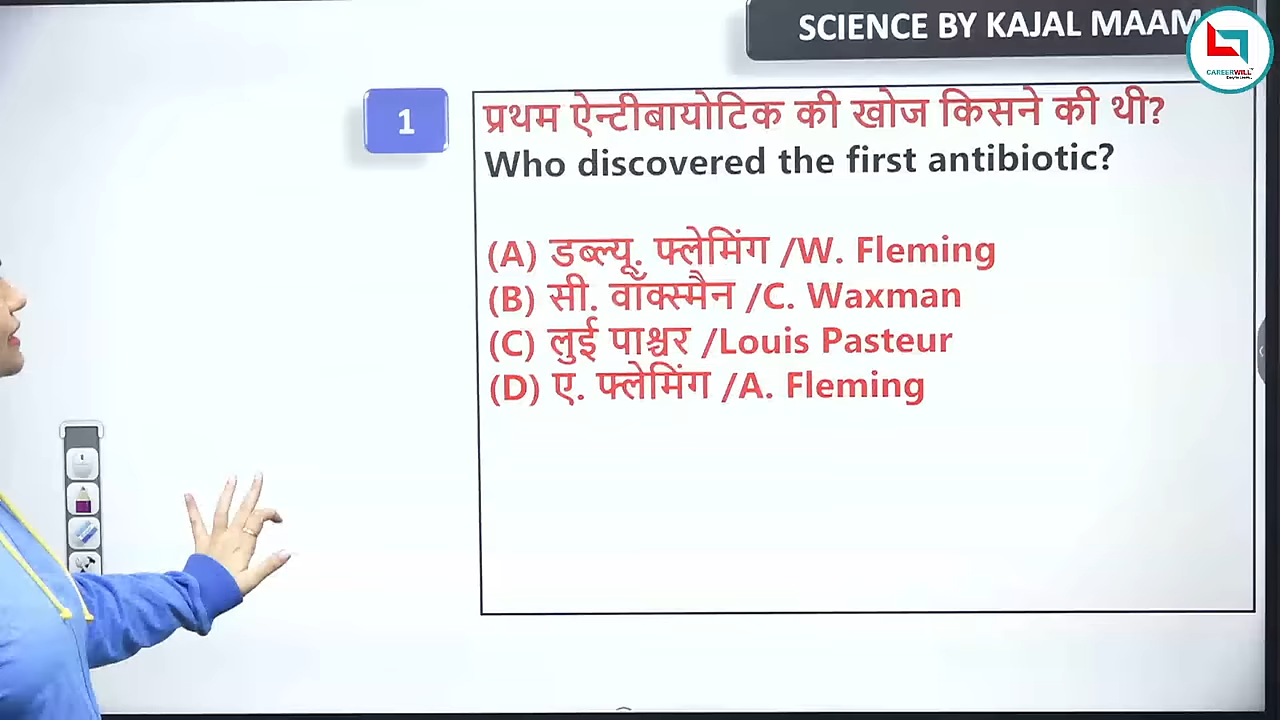 SCIENCE BY KAJAL MAAM
CAREERWILL
1
प्रथम ऐन्टीबायोटिक की खोज किसने की थी?
Who discovered the first antibiotic?
(A) डब्ल्यू. फ्लेमिंग /W. Fleming
(B) सी. वॉक्स्मैन /C. Waxman
(C) लुई पाश्चर /Louis Pasteur
(D) ए. फ्लेमिंग /A. Fleming